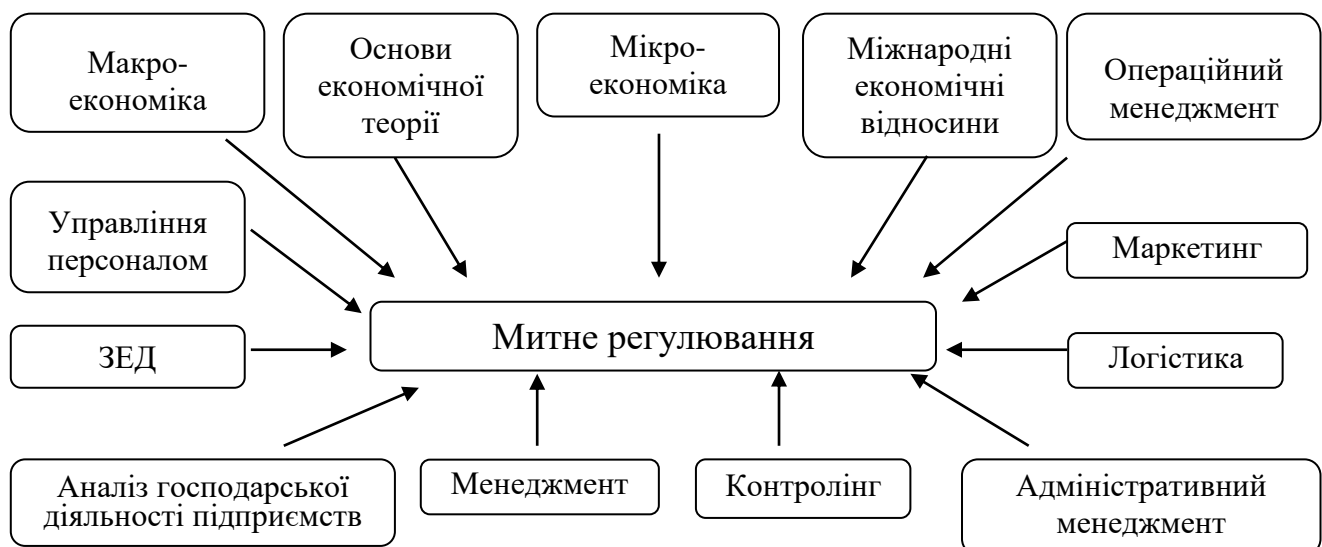 Макро-
економіка
Основи
економічної
теорії
Мікро-
економіка
Міжнародні
економічні
відносини
Операційний
менеджмент
Управління
персоналом
Маркетинг
Митне регулювання
ЗЕД
Логістика
Аналіз господарської
діяльності підприємств
Менеджмент
Контролінг
Адміністративний
менеджмент